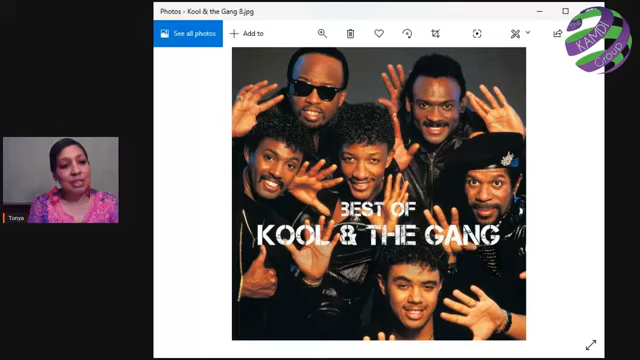 Photos - Kool & the Gang 8.jpg
See all photos
Add to
The KAMDI Group
Tonya
BEST OF
KOOL & THE GANG